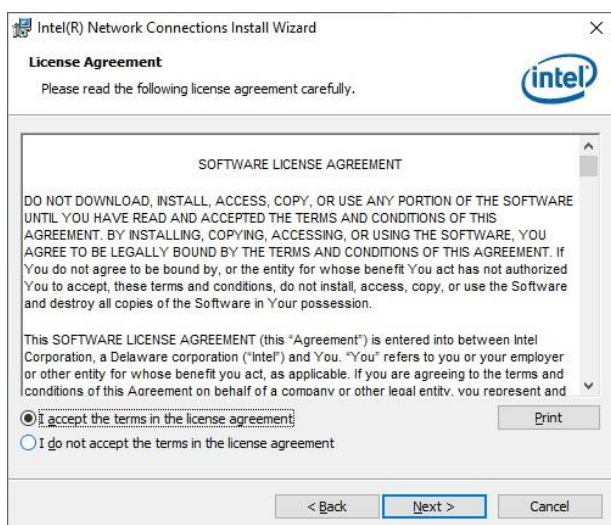 Intel(R) Network Connections Install Wizard
License Agreement
Please read the following license agreement carefully.
intel
SOFTWARE LICENSE AGREEMENT
DO NOT DOWNLOAD, INSTALL, ACCESS, COPY, OR USE ANY PORTION OF THE SOFTWARE
UNTIL YOU HAVE READ AND ACCEPTED THE TERMS AND CONDITIONS OF THIS
AGREEMENT. BY INSTALLING, COPYING, ACCESSING, OR USING THE SOFTWARE, YOU
AGREE TO BE LEGALLY BOUND BY THE TERMS AND CONDITIONS OF THIS AGREEMENT. If
You do not agree to be bound by, or the entity for whose benefit You act has not authorized
You to accept, these terms and conditions, do not install, access, copy, or use the Software
and destroy all copies of the Software in Your possession.
This SOFTWARE LICENSE AGREEMENT (this “Agreement”) is entered into between Intel
Corporation, a Delaware corporation (“Intel”) and You. “You” refers to you or your employer
or other entity for whose benefit you act, as applicable. If you are agreeing to the terms and
conditions of this Agreement on behalf of a company or other legal entity, you represent and
I accept the terms in the license agreement
Print
I do not accept the terms in the license agreement
< Back
Next >
Cancel